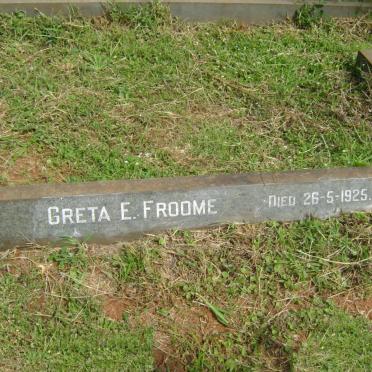 GRETA E. FROOME DIED 26-5-1925.